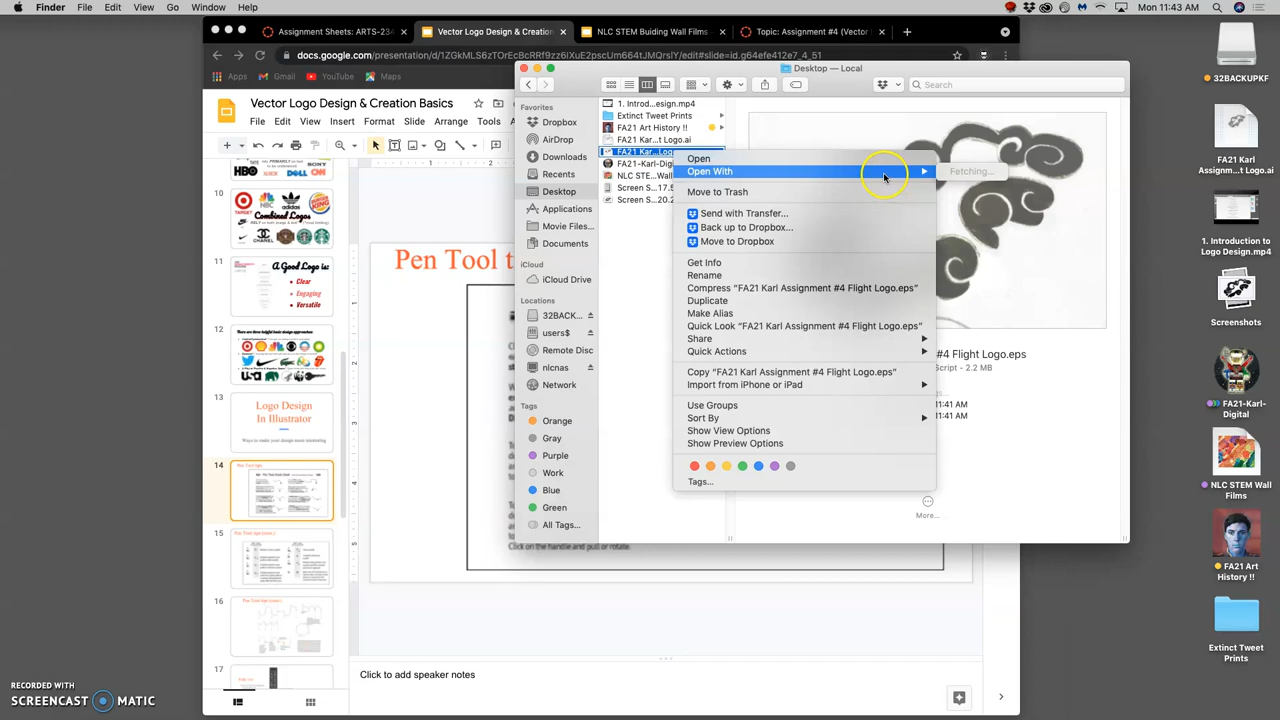 Finder File Edit View Go Window Help
Mon 11:43 AM
Assignment Sheets: ARTS-234
Vector Logo Design & Creation
NLC STEM Buiding Wall Films
Topic: Assignment #4 (Vector
docs.google.com/presentation/d/1ZGkMLS6zTOrEcBcRRf9zz6IXuE2pscUm664tJMQrslY/edit#slide=id.g64efe412e7_4_51
Apps Gmail YouTube Maps
Vector Logo Design & Creation Basics
File Edit View Insert Format Slide Arrange Tools
Desktop — Local
Search
Favorites
Dropbox
AirDrop
Downloads
Recents
Desktop
Applications
Movie Files...
Documents
iCloud
iCloud Drive
Locations
32BACK...
users$
Remote Disc
nlcnas
Network
Tags
Orange
Gray
Purple
Work
Blue
Green
All Tags...
1. Introd...esign.mp4
Extinct Tweet Prints
FA21 Art History !!
FA21 Kar...t Logo.ai
FA21 Kar...Logo
FA21-Karl-Digi
NLC STE...Wall
Screen S...17.5
Screen S...20.2
Open
Open With
Fetching...
Move to Trash
Send with Transfer...
Back up to Dropbox...
Move to Dropbox
Get Info
Rename
Compress “FA21 Karl Assignment #4 Flight Logo.eps”
Duplicate
Make Alias
Quick Look “FA21 Karl Assignment #4 Flight Logo.eps”
Share
Quick Actions
Copy “FA21 Karl Assignment #4 Flight Logo.eps”
Import from iPhone or iPad
Use Groups
Sort By
Show View Options
Show Preview Options
Tags...
#4 Flight Logo.eps
Script - 2.2 MB
11:41 AM
11:41 AM
More...
10
Combined Logos
11
A Good Logo is:
Clear
Engaging
Versatile
12
13
Logo Design
In Illustrator
Ways to make your design more interesting
14
15
16
17
Pen Tool t
Click on the handle and pull or rotate.
Click to add speaker notes
32BACKUPKF
FA21 Karl
Assignm...t Logo.ai
1. Introduction to
Logo Design.mp4
Screenshots
FA21-Karl-
Digital
NLC STEM Wall
Films
FA21 Art
History !!
Extinct Tweet
Prints
RECORDED WITH
SCREENCAST MATIC